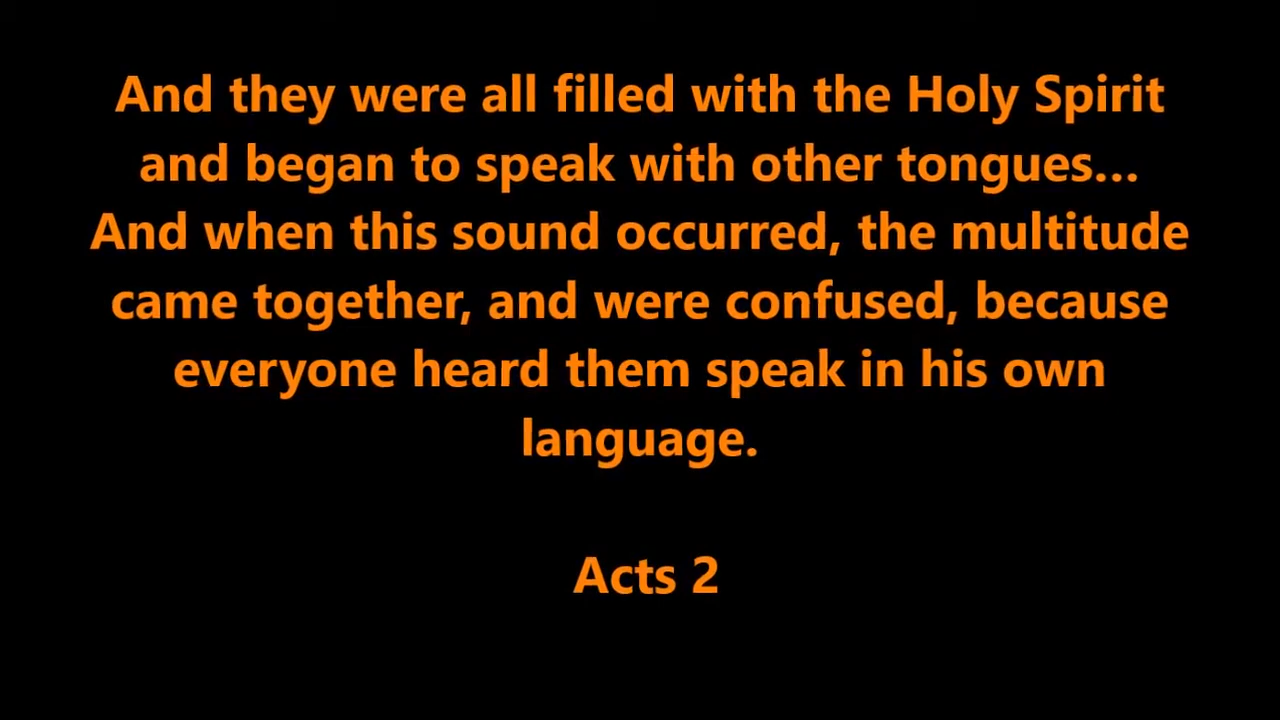 And they were all filled with the Holy Spirit
and began to speak with other tongues...
And when this sound occurred, the multitude
came together, and were confused, because
everyone heard them speak in his own
language.
Acts 2